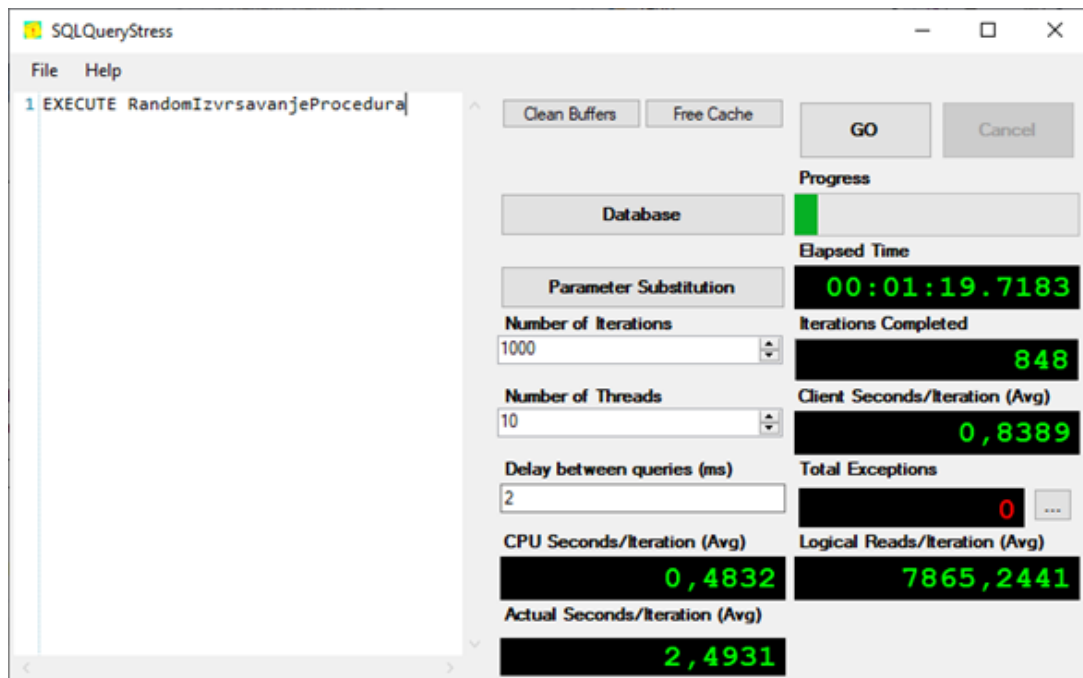 SQLQueryStress
File Help
1 EXECUTE RandomIzvrsavanjeProcedura
Clean Buffers Free Cache
GO Cancel
Progress
Database
Elapsed Time
Parameter Substitution 00:01:19.7183
Number of Iterations Iterations Completed
1000 848
Number of Threads Client Seconds/Iteration (Avg)
10 0,8389
Delay between queries (ms) Total Exceptions
2 0 ...
CPU Seconds/Iteration (Avg) Logical Reads/Iteration (Avg)
0,4832 7865,2441
Actual Seconds/Iteration (Avg)
2,4931